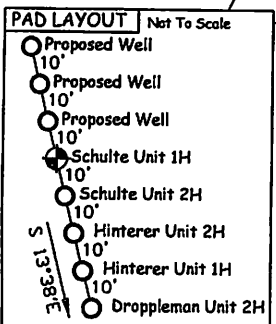 PAD LAYOUT Not To Scale
Proposed Well
10'
Proposed Well
10'
Proposed Well
10'
Schulte Unit 1H
10'
Schulte Unit 2H
10'
Hinterer Unit 2H
10'
Hinterer Unit 1H
10'
Droppleman Unit 2H
S 13°38'E